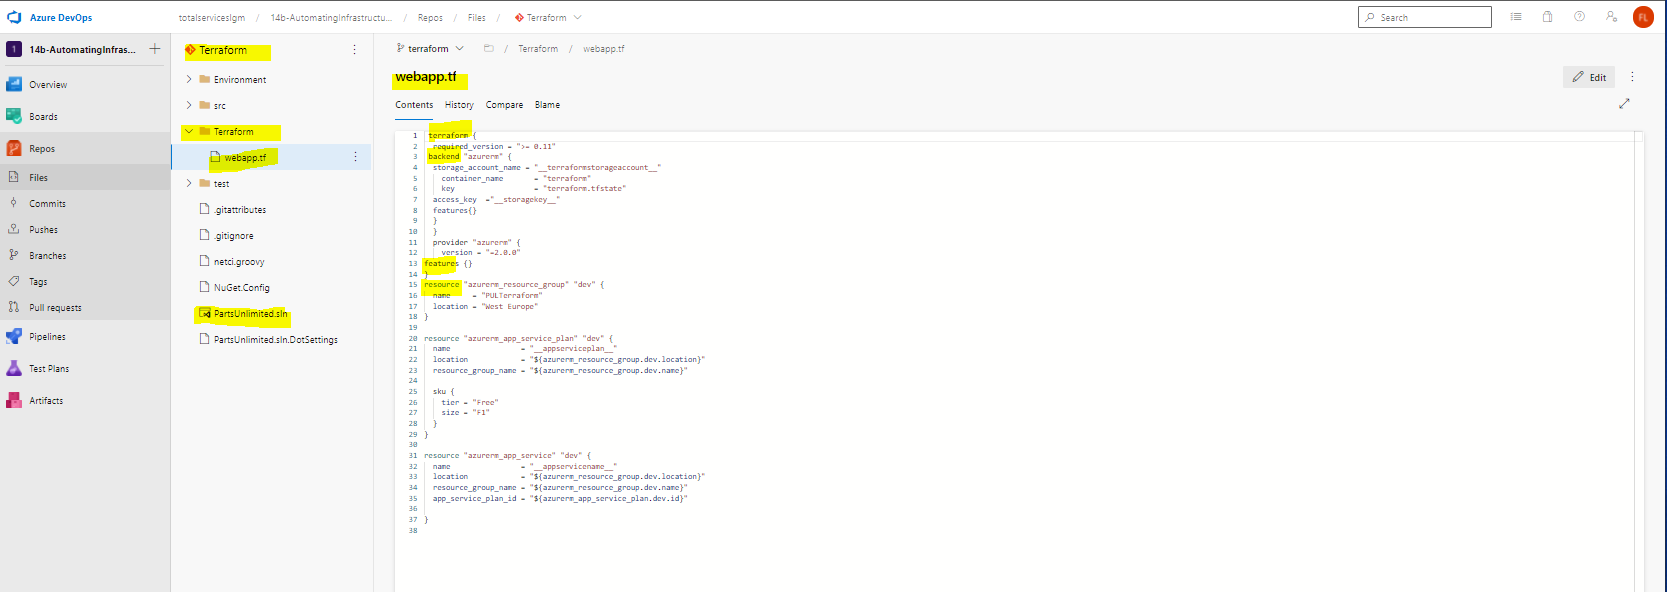 Azure DevOps
totalserviceslgm / 14b-AutomatingInfrastructu... / Repos / Files / Terraform
Search
FL
1 14b-AutomatingInfras...
Overview
Boards
Repos
Files
Commits
Pushes
Branches
Tags
Pull requests
Pipelines
Test Plans
Artifacts
Terraform
Environment
src
Terraform
webapp.tf
test
.gitattributes
.gitignore
netci.groovy
NuGet.Config
PartsUnlimited.sln
PartsUnlimited.sln.DotSettings
terraform / Terraform / webapp.tf
webapp.tf
Edit
Contents History Compare Blame
1 terraform {
2 required_version = ">= 0.11"
3 backend "azurerm" {
4 storage_account_name = "__terraformstorageaccount__"
5 container_name = "terraform"
6 key = "terraform.tfstate"
7 access_key ="__storagekey__"
8 features{}
9 }
10 }
11 provider "azurerm" {
12 version = "=2.0.0"
13 features {}
14 }
15 resource "azurerm_resource_group" "dev" {
16 name = "PULTerraform"
17 location = "West Europe"
18 }
19
20 resource "azurerm_app_service_plan" "dev" {
21 name = "__appserviceplan__"
22 location = "${azurerm_resource_group.dev.location}"
23 resource_group_name = "${azurerm_resource_group.dev.name}"
24
25 sku {
26 tier = "Free"
27 size = "F1"
28 }
29 }
30
31 resource "azurerm_app_service" "dev" {
32 name = "__appservicename__"
33 location = "${azurerm_resource_group.dev.location}"
34 resource_group_name = "${azurerm_resource_group.dev.name}"
35 app_service_plan_id = "${azurerm_app_service_plan.dev.id}"
36
37 }
38